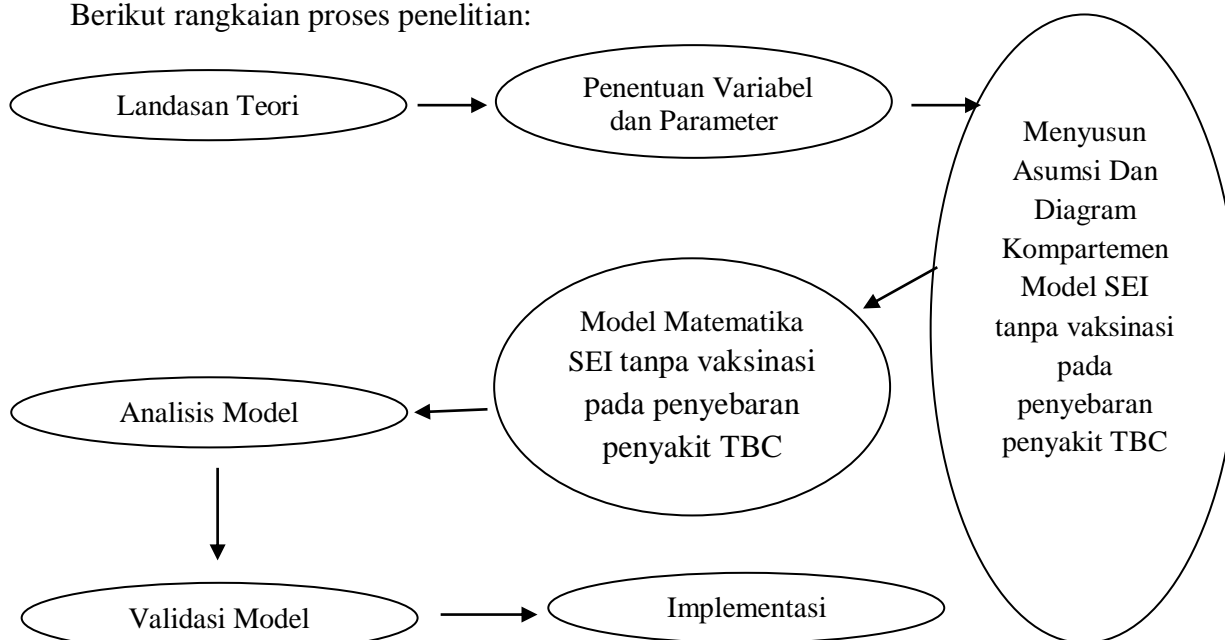 Berikut rangkaian proses penelitian:
Landasan Teori
Penentuan Variabel
dan Parameter
Menyusun
Asumsi Dan
Diagram
Kompartemen
Model SEI
tanpa vaksinasi
pada
penyebaran
penyakit TBC
Model Matematika
SEI tanpa vaksinasi
pada penyebaran
penyakit TBC
Analisis Model
Validasi Model
Implementasi